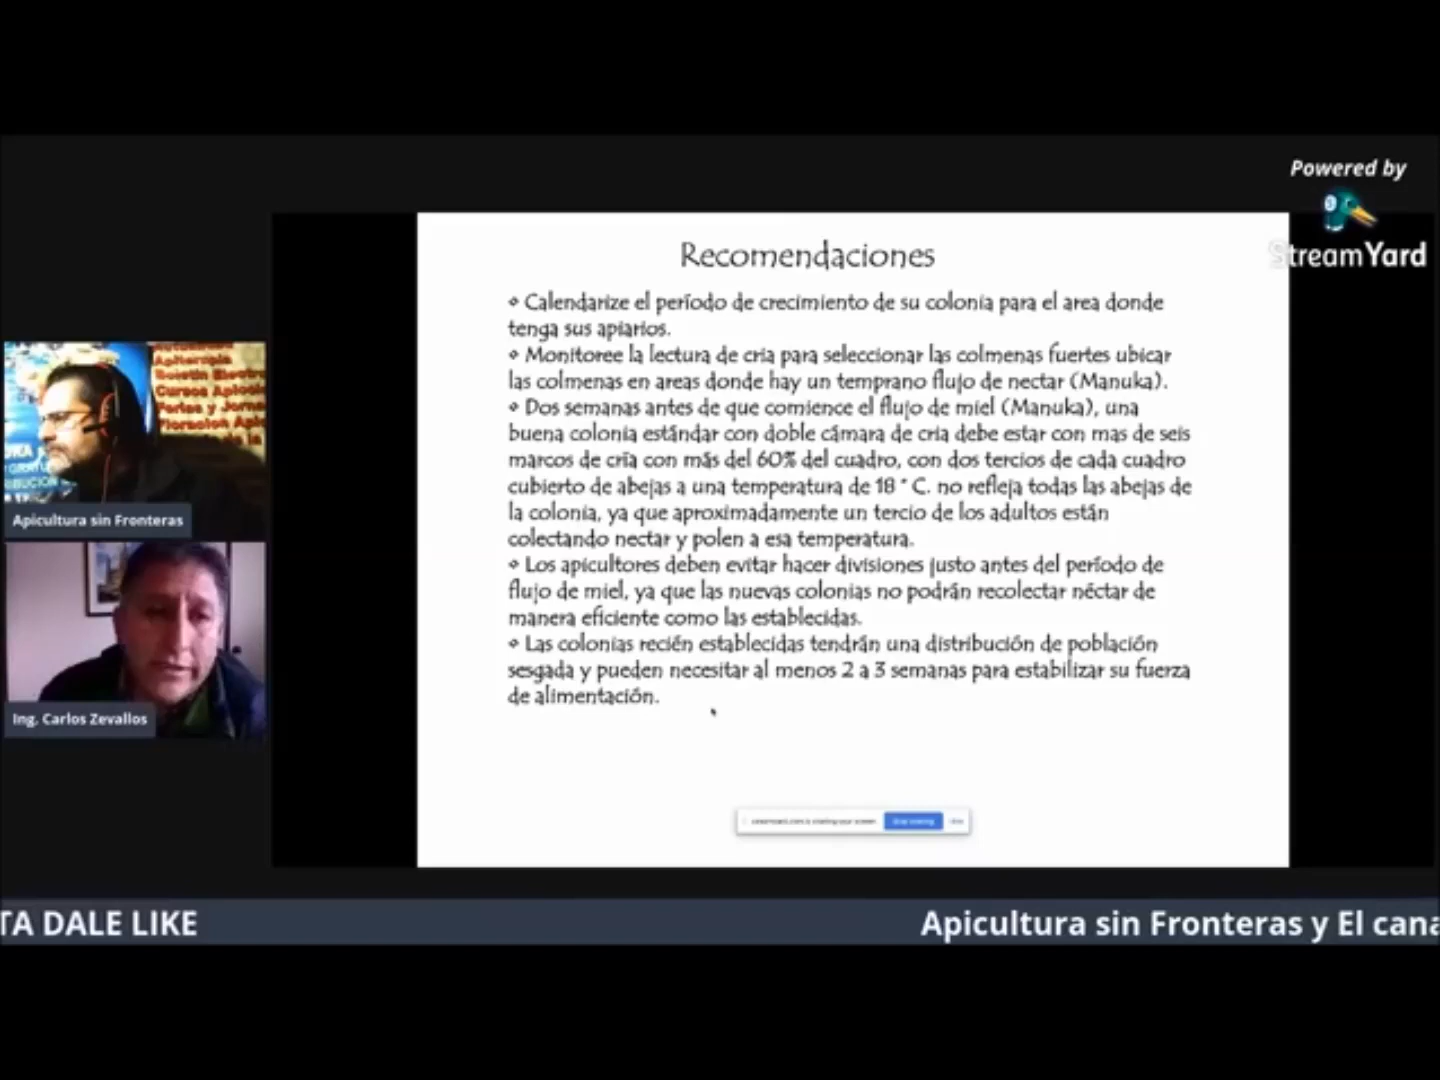 Powered by
StreamYard
Recomendaciones
• Calendarize el período de crecimiento de su colonia para el area donde
tenga sus apiarios.
• Monitoree la lectura de cria para seleccionar las colmenas fuertes ubicar
las colmenas en areas donde hay un temprano flujo de nectar (Manuka).
• Dos semanas antes de que comience el flujo de miel (Manuka), una
buena colonia estándar con doble cámara de cria debe estar con mas de seis
marcos de cría con más del 60% del cuadro, con dos tercios de cada cuadro
cubierto de abejas a una temperatura de 18 ° C. no refleja todas las abejas de
la colonia, ya que aproximadamente un tercio de los adultos están
colectando nectar y polen a esa temperatura.
• Los apicultores deben evitar hacer divisiones justo antes del período de
flujo de miel, ya que las nuevas colonias no podrán recolectar néctar de
manera eficiente como las establecidas.
• Las colonias recién establecidas tendrán una distribución de población
sesgada y pueden necesitar al menos 2 a 3 semanas para estabilizar su fuerza
de alimentación.
Apiterapia
Cursos
Ferias y
Apicultura sin Fronteras
Ing. Carlos Zevallos
TA DALE LIKE
Apicultura sin Fronteras y El cana